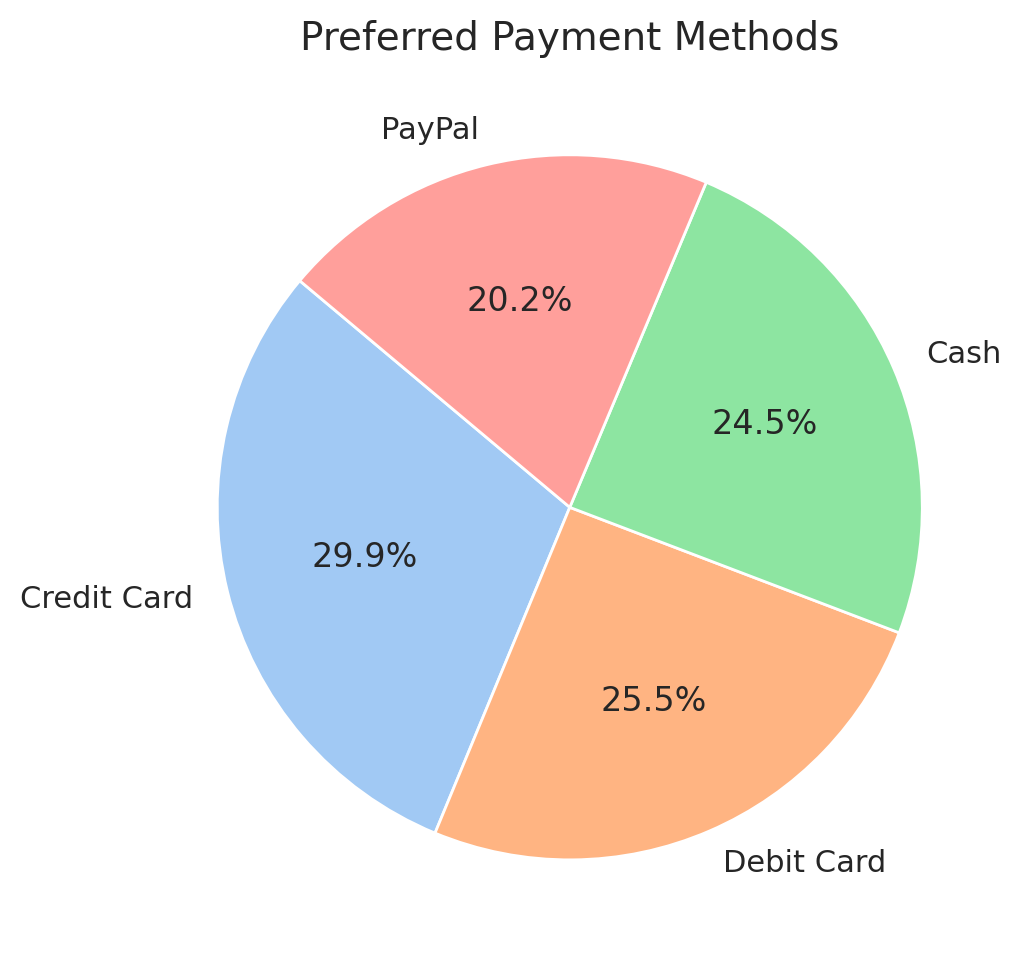 Preferred Payment Methods
PayPal
20.2%
Cash
24.5%
29.9%
Credit Card
25.5%
Debit Card